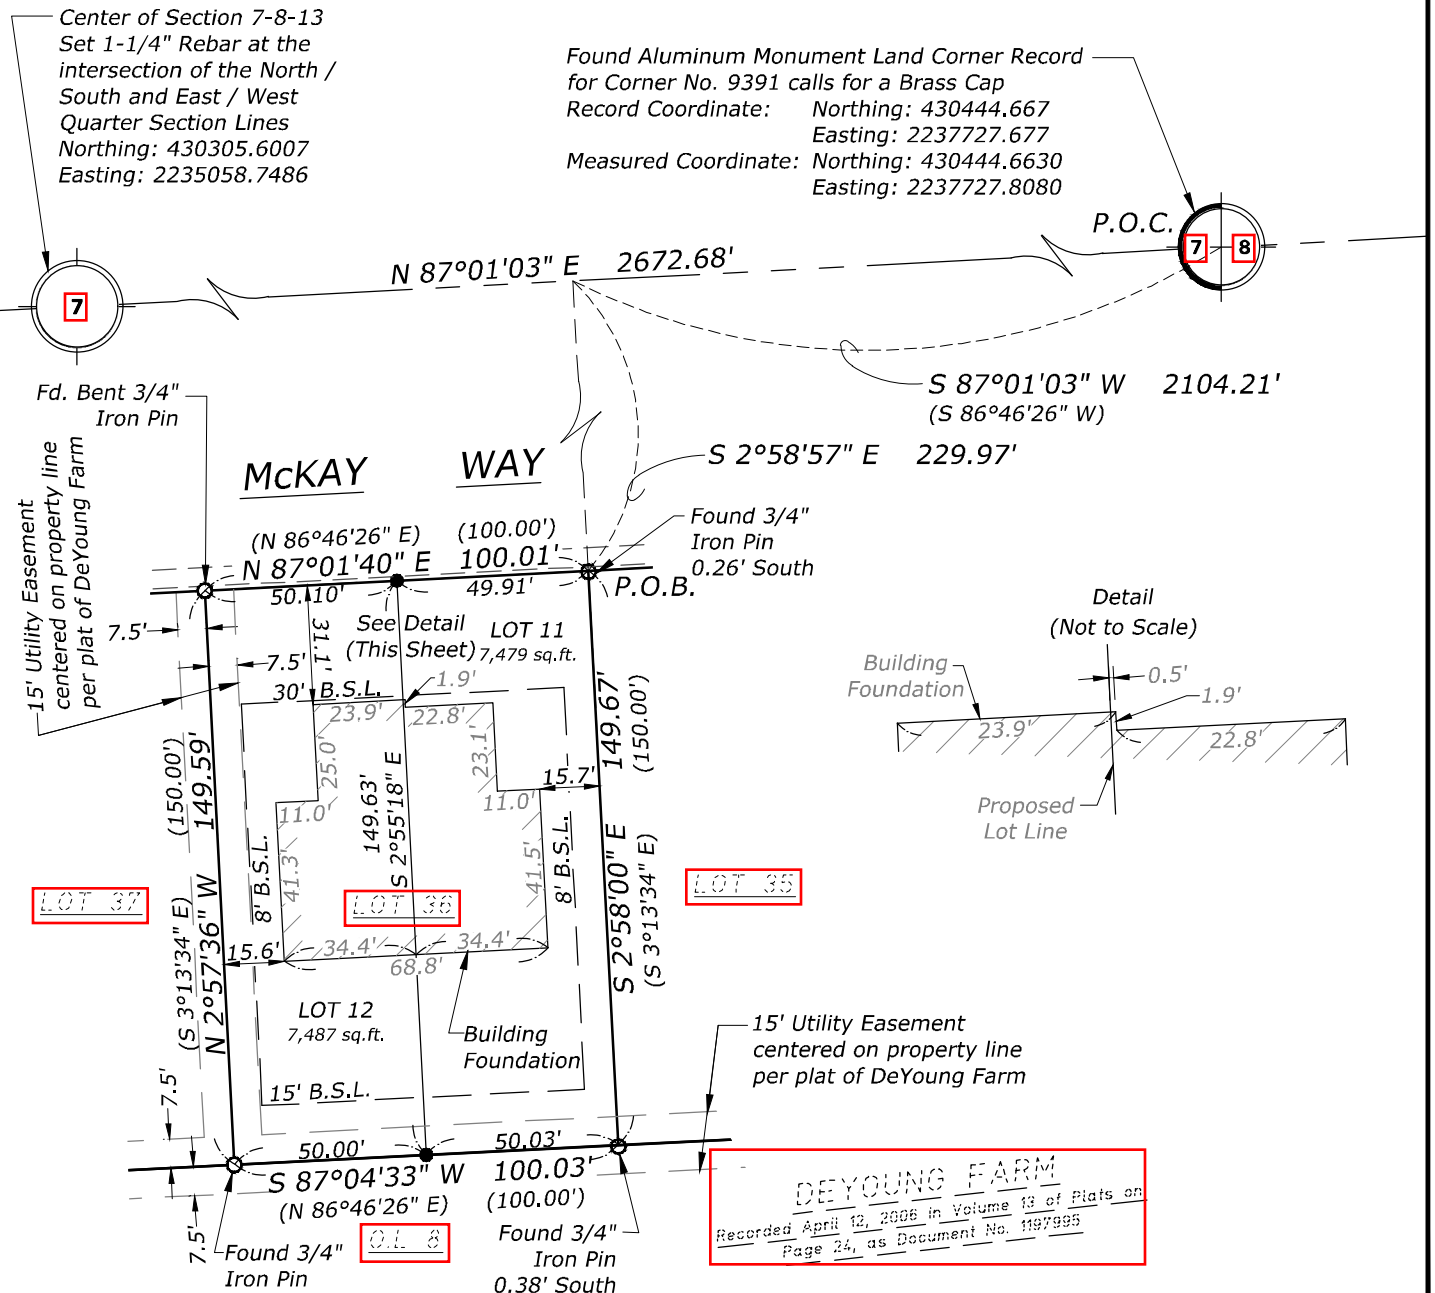 Center of Section 7-8-13
Set 1-1/4" Rebar at the
intersection of the North /
South and East / West
Quarter Section Lines
Northing: 430305.6007
Easting: 2235058.7486
Found Aluminum Monument Land Corner Record
for Corner No. 9391 calls for a Brass Cap
Record Coordinate: Northing: 430444.667
Easting: 2237727.677
Measured Coordinate: Northing: 430444.6630
Easting: 2237727.8080
P.O.C.
7 8
N 87°01'03" E 2672.68'
7
S 87°01'03" W 2104.21'
(S 86°46'26" W)
Fd. Bent 3/4"
Iron Pin
S 2°58'57" E 229.97'
McKAY WAY
15' Utility Easement
centered on property line
per plat of DeYoung Farm
Found 3/4"
Iron Pin
0.26' South
(N 86°46'26" E) (100.00')
N 87°01'40" E 100.01'
50.10' 49.91'
P.O.B.
7.5'
7.5'
31.1'
See Detail
(This Sheet)
LOT 11
7,479 sq.ft.
30' B.S.L.
1.9'
23.9' 22.8'
25.0'
23.1'
11.0'
11.0'
15.7'
149.67'
(150.00')
(150.00')
149.59'
149.63'
S 2°55'18" E
8' B.S.L.
8' B.S.L.
41.3'
41.5'
LOT 37
LOT 36
LOT 35
S 2°58'00" E
(S 3°13'34" E)
(S 3°13'34" E)
N 2°57'36" W
15.6'
34.4' 34.4'
68.8'
LOT 12
7,487 sq.ft.
Building
Foundation
15' B.S.L.
15' Utility Easement
centered on property line
per plat of DeYoung Farm
7.5'
50.00' 50.03'
S 87°04'33" W 100.03'
(N 86°46'26" E) (100.00')
7.5'
Found 3/4"
Iron Pin
O.L 8
Found 3/4"
Iron Pin
0.38' South
DEYOUNG FARM
Recorded April 12, 2006 in Volume 13 of Plats on
Page 24, as Document No. 1197995
Detail
(Not to Scale)
Building
Foundation
0.5'
1.9'
23.9'
22.8'
Proposed
Lot Line